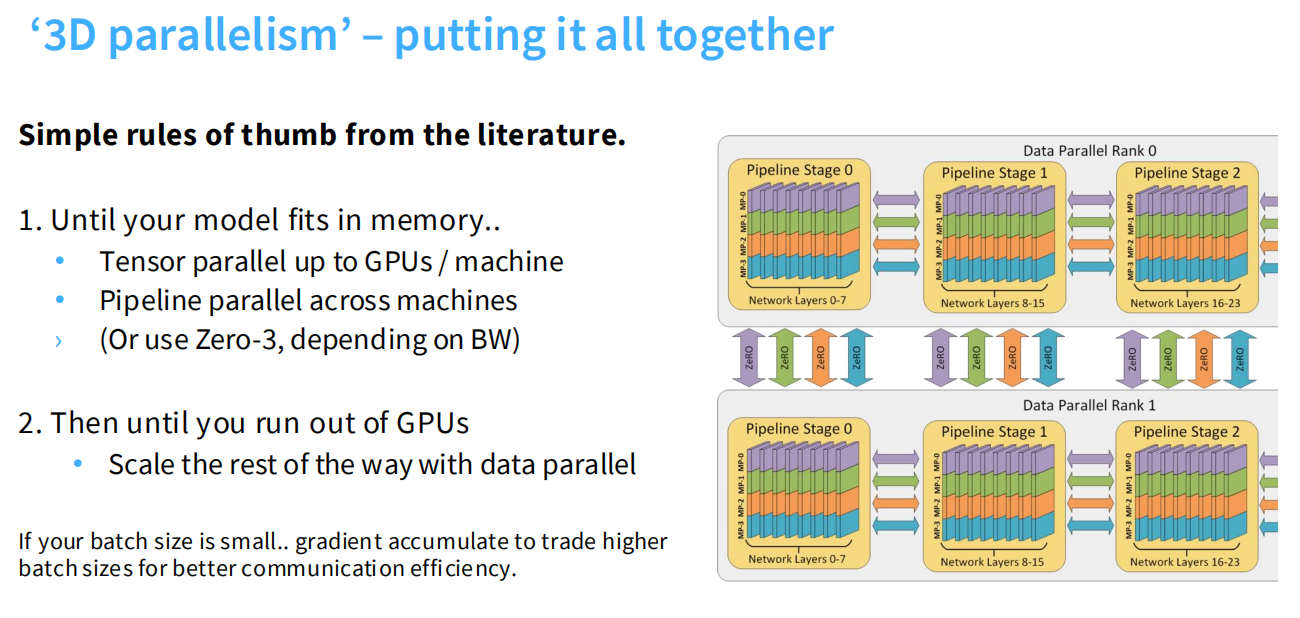 ‘3D parallelism’ – putting it all together
Simple rules of thumb from the literature.
1. Until your model fits in memory..
• Tensor parallel up to GPUs / machine
• Pipeline parallel across machines
› (Or use Zero-3, depending on BW)
2. Then until you run out of GPUs
• Scale the rest of the way with data parallel
If your batch size is small.. gradient accumulate to trade higher
batch sizes for better communication efficiency.
Data Parallel Rank 0
Pipeline Stage 0
MP-0
MP-1
MP-2
MP-3
Network Layers 0-7
Pipeline Stage 1
MP-0
MP-1
MP-2
MP-3
Network Layers 8-15
Pipeline Stage 2
MP-0
MP-1
MP-2
MP-3
Network Layers 16-23
ZeRO ZeRO ZeRO ZeRO
ZeRO ZeRO ZeRO ZeRO
ZeRO ZeRO ZeRO ZeRO
Data Parallel Rank 1
Pipeline Stage 0
MP-0
MP-1
MP-2
MP-3
Network Layers 0-7
Pipeline Stage 1
MP-0
MP-1
MP-2
MP-3
Network Layers 8-15
Pipeline Stage 2
MP-0
MP-1
MP-2
MP-3
Network Layers 16-23